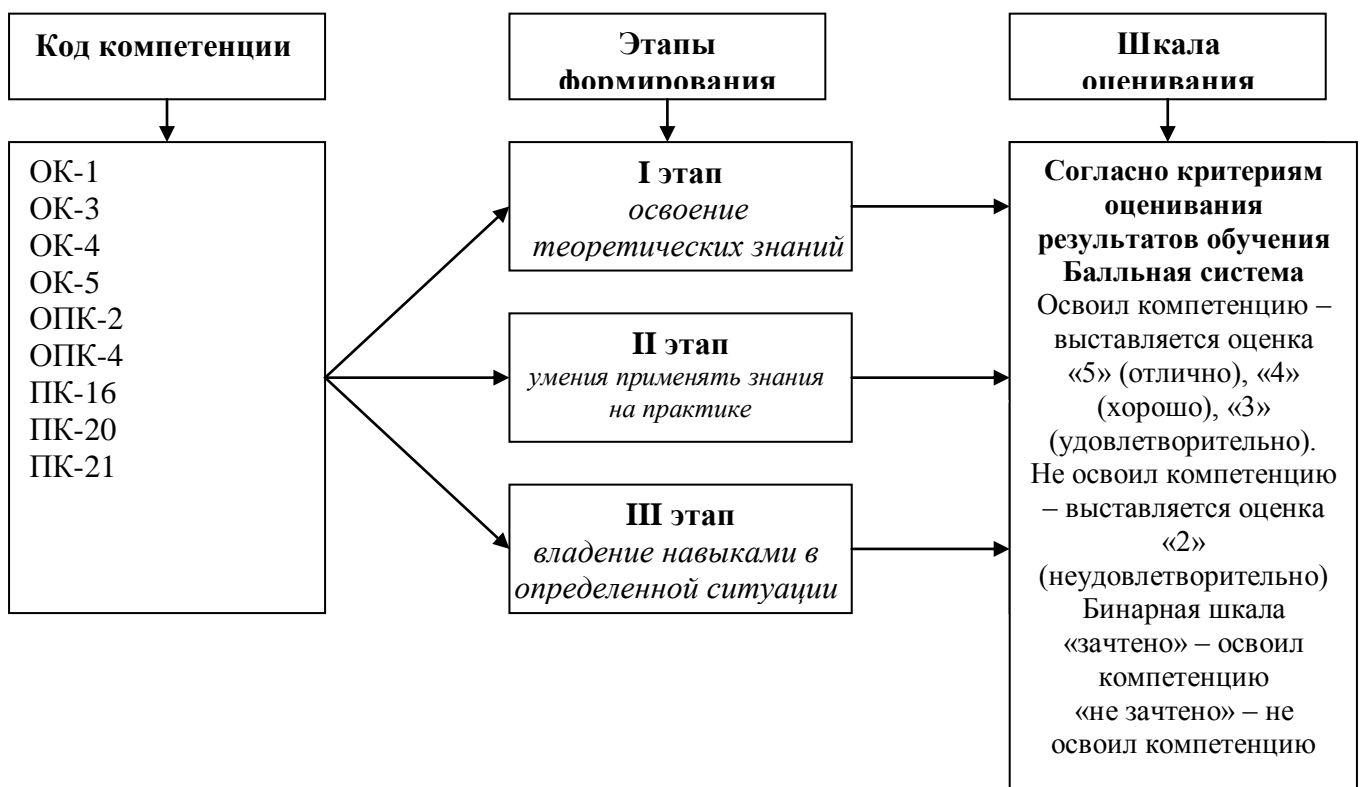 Код компетенции
Этапы
формирования
Шкала
оценивания
ОК-1
ОК-3
ОК-4
ОК-5
ОПК-2
ОПК-4
ПК-16
ПК-20
ПК-21
I этап
освоение
теоретических знаний
II этап
умения применять знания
на практике
III этап
владение навыками в
определенной ситуации
Согласно критериям
оценивания
результатов обучения
Балльная система
Освоил компетенцию –
выставляется оценка
«5» (отлично), «4»
(хорошо), «3»
(удовлетворительно).
Не освоил компетенцию
– выставляется оценка
«2»
(неудовлетворительно)
Бинарная шкала
«зачтено» – освоил
компетенцию
«не зачтено» – не
освоил компетенцию